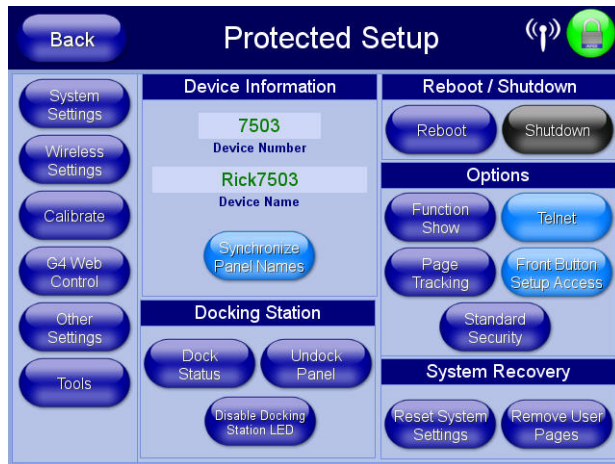 Back
Protected Setup
System
Settings
Wireless
Settings
Calibrate
G4 Web
Control
Other
Settings
Tools
Device Information
7503
Device Number
Rick7503
Device Name
Synchronize
Panel Names
Docking Station
Dock
Status
Undock
Panel
Disable Docking
Station LED
Reboot / Shutdown
Reboot
Shutdown
Options
Function
Show
Telnet
Page
Tracking
Front Button
Setup Access
Standard
Security
System Recovery
Reset System
Settings
Remove User
Pages